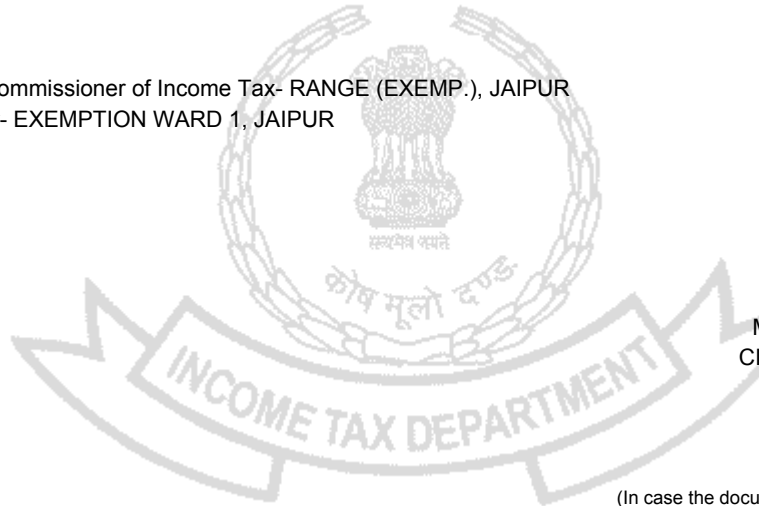 ommissioner of Income Tax- RANGE (EXEMP.), JAIPUR
- EXEMPTION WARD 1, JAIPUR
सत्यमेव जयते
कोष मूलो दण्डः
INCOME TAX DEPARTMENT
(In case the docu